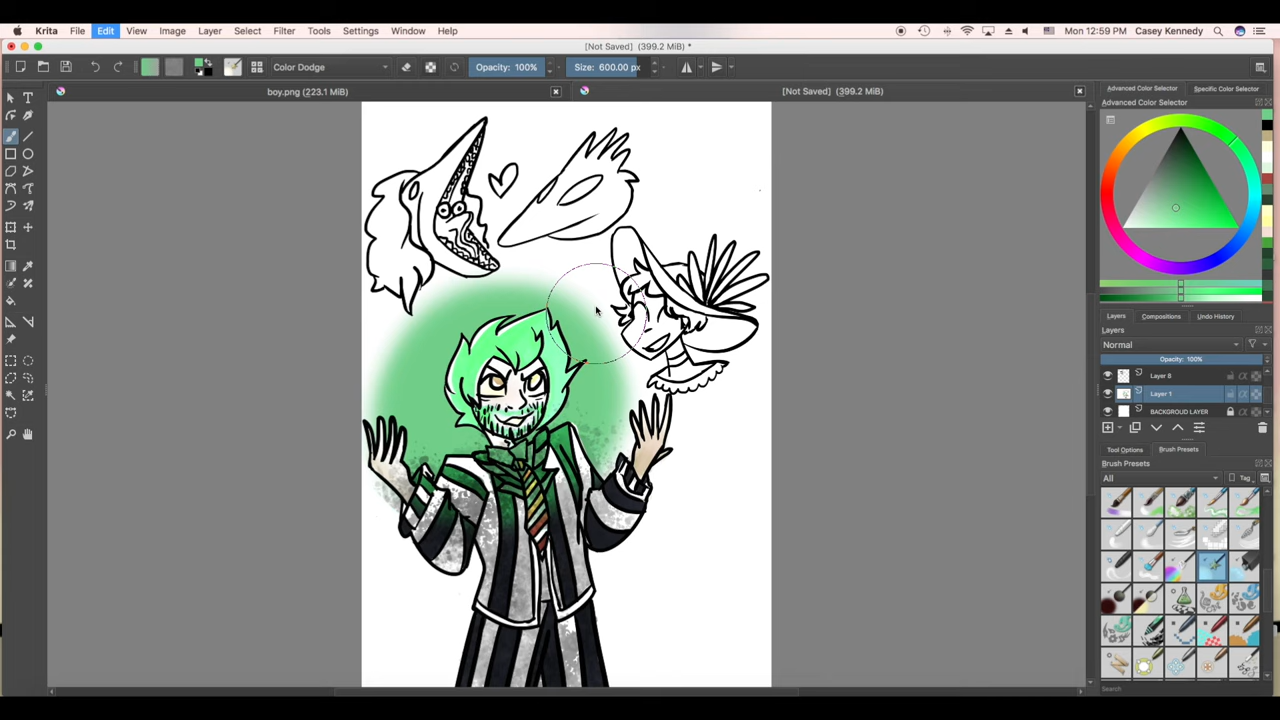 Krita File Edit View Image Layer Select Filter Tools Settings Window Help Mon 12:59 PM Casey Kennedy
[Not Saved] (399.2 MiB) *
Color Dodge Opacity: 100% Size: 600.00 px
boy.png (223.1 MiB) [Not Saved] (399.2 MiB)
Advanced Color Selector Specific Color Selector
Advanced Color Selector
Layers Compositions Undo History
Layers
Normal
Opacity: 100%
Layer 8
Layer 1
BACKGROUD LAYER
Tool Options Brush Presets
Brush Presets
All Tag
Search